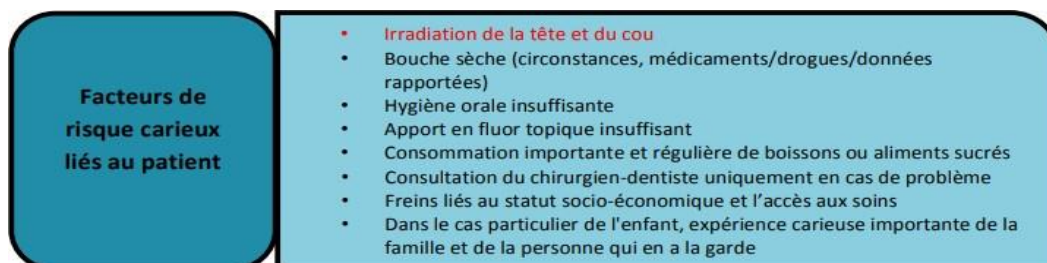 Facteurs de
risque carieux
liés au patient
• Irradiation de la tête et du cou
• Bouche sèche (circonstances, médicaments/drogues/données
rapportées)
• Hygiène orale insuffisante
• Apport en fluor topique insuffisant
• Consommation importante et régulière de boissons ou aliments sucrés
• Consultation du chirurgien-dentiste uniquement en cas de problème
• Freins liés au statut socio-économique et l’accès aux soins
• Dans le cas particulier de l'enfant, expérience carieuse importante de la
famille et de la personne qui en a la garde